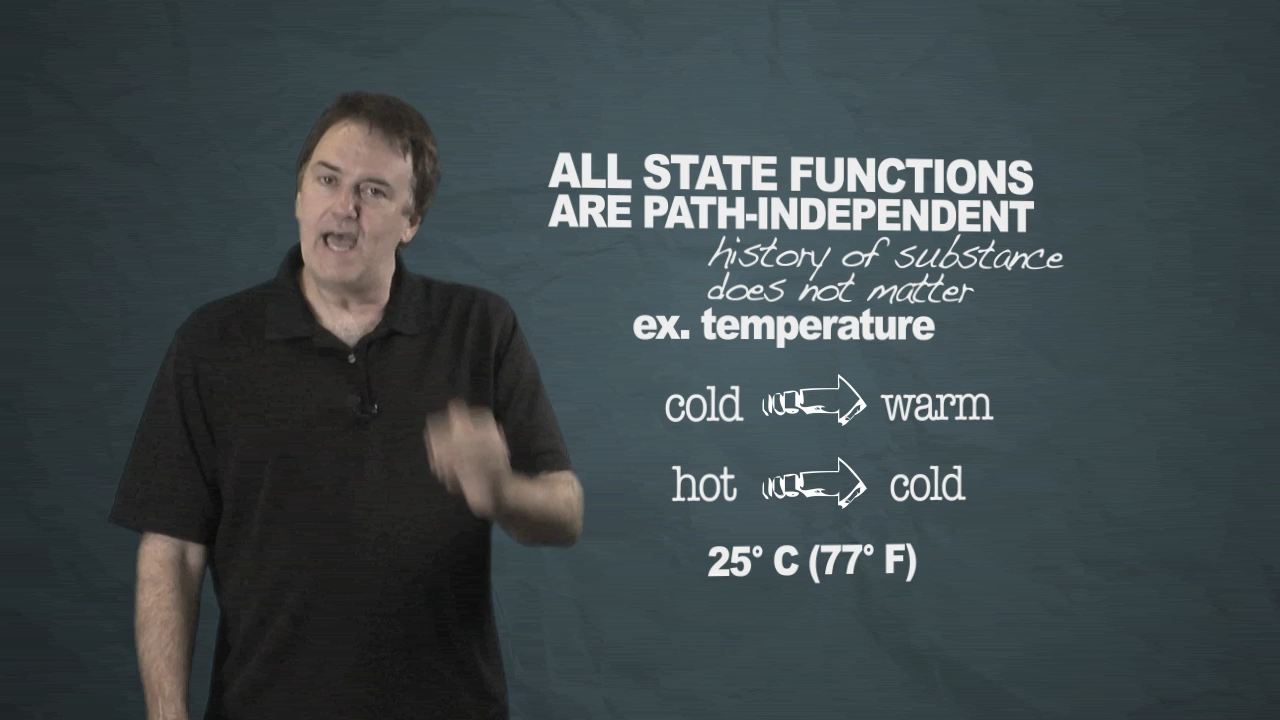 ALL STATE FUNCTIONS
ARE PATH-INDEPENDENT
history of substance
does not matter
ex. temperature
cold warm
hot cold
25° C (77° F)